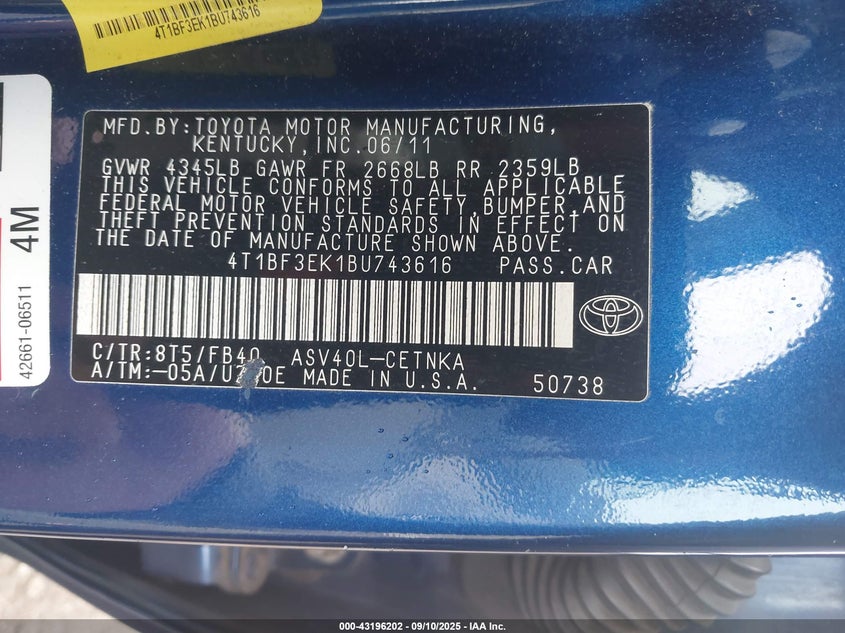 4T1BF3EK1BU743616
MFD.BY:TOYOTA MOTOR MANUFACTURING,
KENTUCKY,INC.06/11
GVWR 4345LB GAWR FR 2668LB RR 2359LB
THIS VEHICLE CONFORMS TO ALL APPLICABLE
FEDERAL MOTOR VEHICLE SAFETY,BUMPER,AND
THEFT PREVENTION STANDARDS IN EFFECT ON
THE DATE OF MANUFACTURE SHOWN ABOVE.
4T1BF3EK1BU743616 PASS.CAR
C/TR:8T5/FB40 ASV40L-CETNKA
A/TM:-05A/U 0E MADE IN U.S.A. 50738
4M
42661-06511
000-43196202 - 09/10/2025 - IAA Inc.